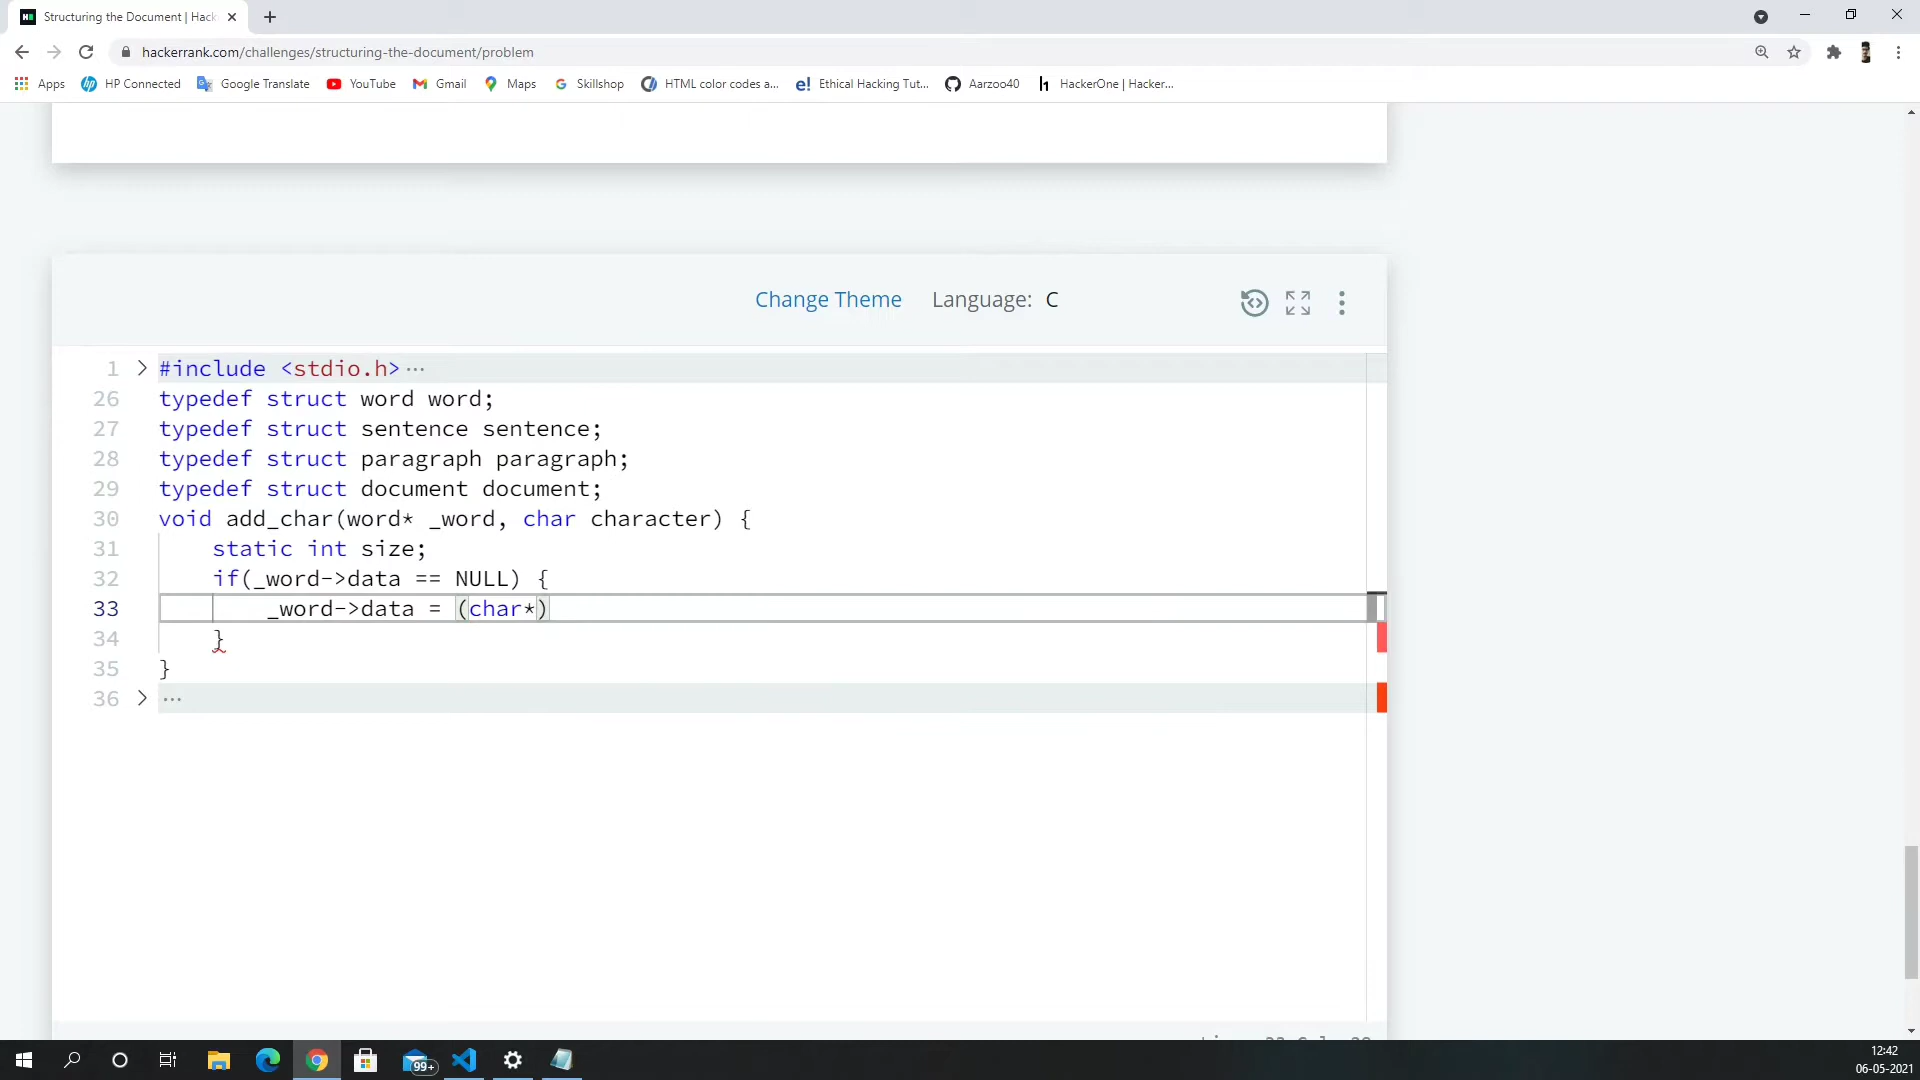 Structuring the Document | Hack
hackerrank.com/challenges/structuring-the-document/problem
Apps HP Connected Google Translate YouTube Gmail Maps Skillshop HTML color codes a... Ethical Hacking Tut... Aarzoo40 HackerOne | Hacker...
Change Theme Language: C
1 #include <stdio.h>···
26 typedef struct word word;
27 typedef struct sentence sentence;
28 typedef struct paragraph paragraph;
29 typedef struct document document;
30 void add_char(word* _word, char character) {
31 static int size;
32 if(_word->data == NULL) {
33 _word->data = (char*)
34 }
35 }
36 ···
99+
12:42
06-05-2021